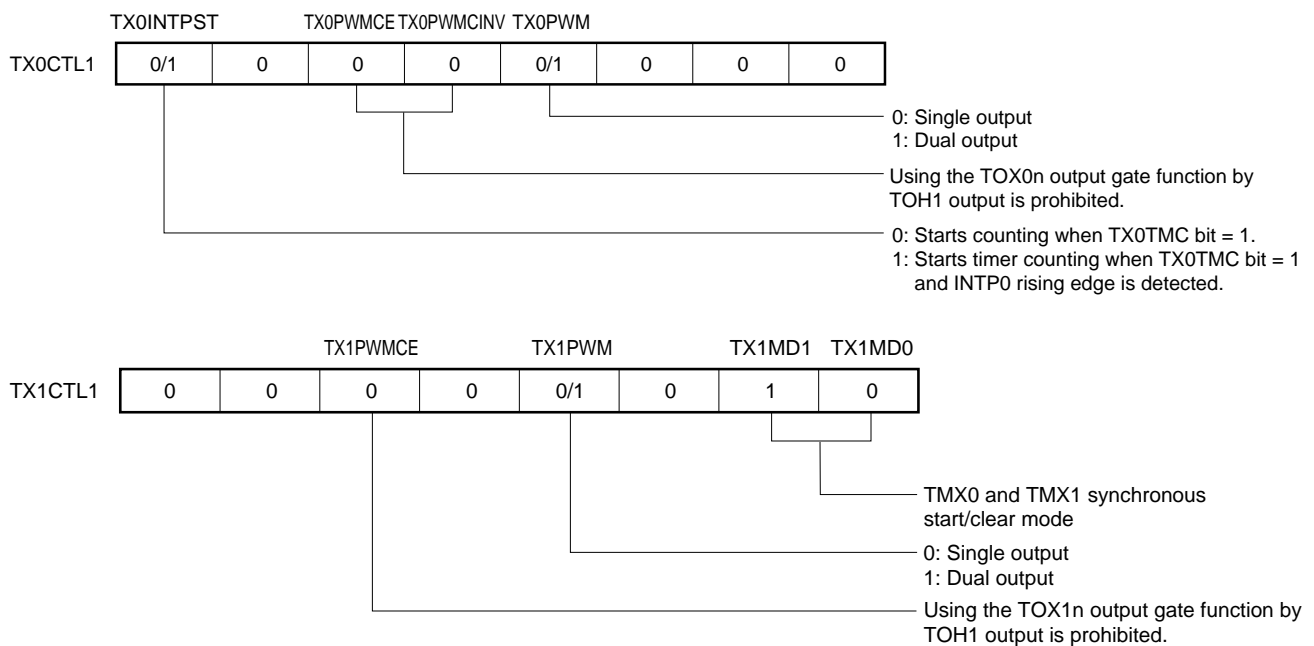 TX0INTPST TX0PWMCE TX0PWMCINV TX0PWM
TX0CTL1 0/1 0 0 0 0/1 0 0 0
0: Single output
1: Dual output
Using the TOX0n output gate function by
TOH1 output is prohibited.
0: Starts counting when TX0TMC bit = 1.
1: Starts timer counting when TX0TMC bit = 1
and INTP0 rising edge is detected.
TX1PWMCE TX1PWM TX1MD1 TX1MD0
TX1CTL1 0 0 0 0 0/1 0 1 0
TMX0 and TMX1 synchronous
start/clear mode
0: Single output
1: Dual output
Using the TOX1n output gate function by
TOH1 output is prohibited.